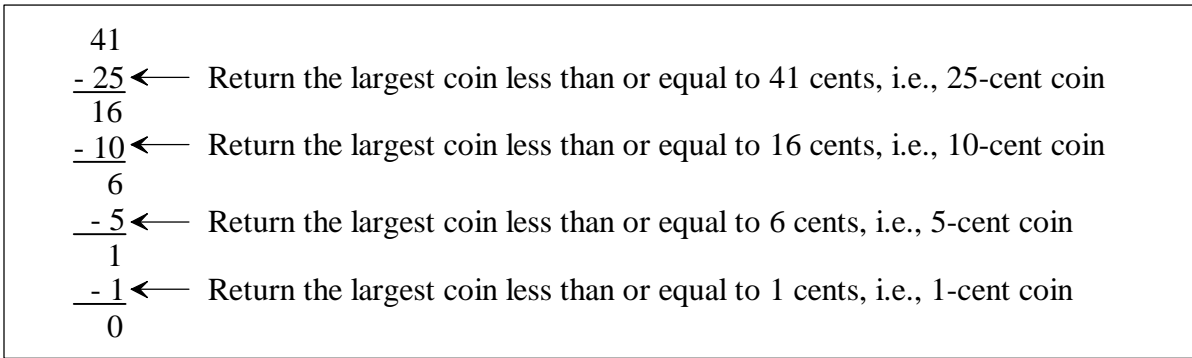 41
- 25 Return the largest coin less than or equal to 41 cents, i.e., 25-cent coin
16
- 10 Return the largest coin less than or equal to 16 cents, i.e., 10-cent coin
6
- 5 Return the largest coin less than or equal to 6 cents, i.e., 5-cent coin
1
- 1 Return the largest coin less than or equal to 1 cents, i.e., 1-cent coin
0